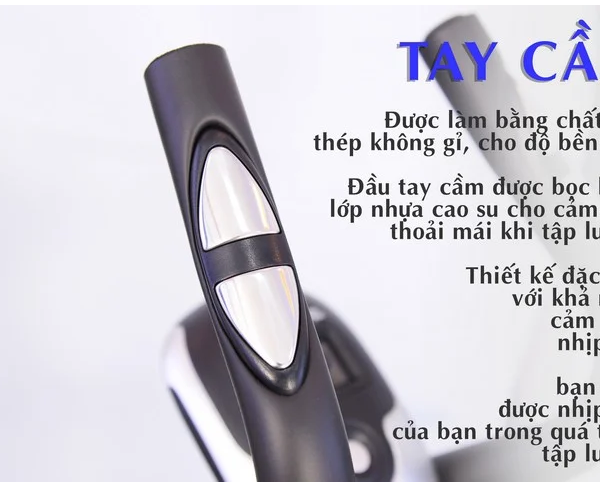 TAY CẦ
Được làm bằng chất
thép không gỉ, cho độ bền
Đầu tay cầm được bọc
lớp nhựa cao su cho cảm
thoải mái khi tập lu
Thiết kế đặc
với khả
cảm
nhịp
bạn
được nhịp
của bạn trong quá t
tập lu